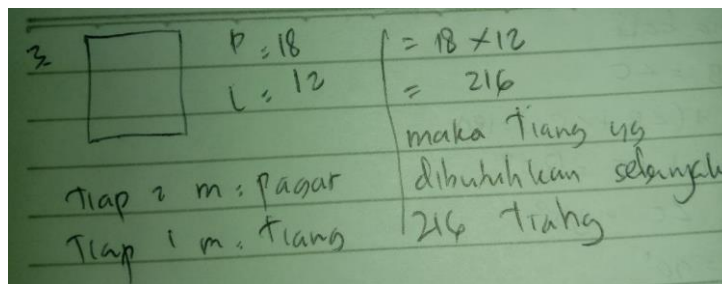 3.
P = 18
L = 12
Tiap 2 m = pagar
Tiap 1 m = tiang
= 18 x 12
= 216
maka tiang yg
dibutuhkan sebanyak
216 tiang